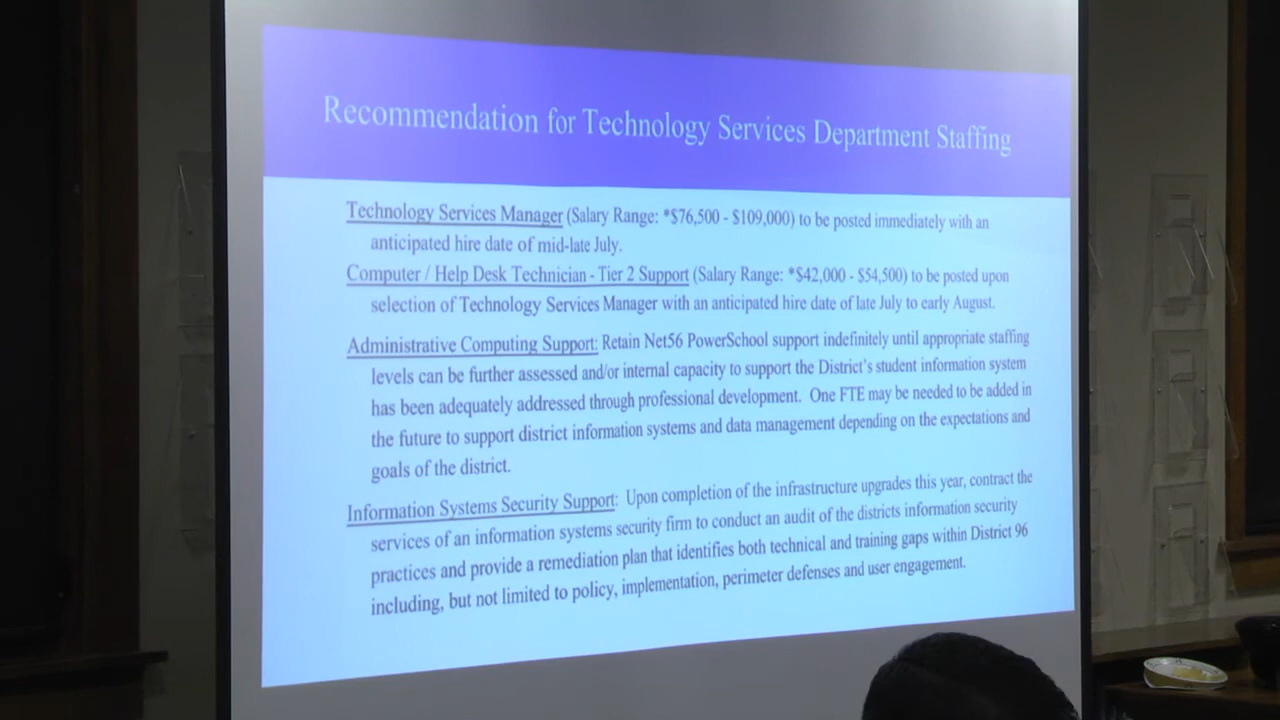 Recommendation for Technology Services Department Staffing
Technology Services Manager (Salary Range: *$76,500 - $109,000) to be posted immediately with an
anticipated hire date of mid-late July.
Computer / Help Desk Technician - Tier 2 Support (Salary Range: *$42,000 - $54,500) to be posted upon
selection of Technology Services Manager with an anticipated hire date of late July to early August.
Administrative Computing Support: Retain Net56 PowerSchool support indefinitely until appropriate staffing
levels can be further assessed and/or internal capacity to support the District's student information system
has been adequately addressed through professional development. One FTE may be needed to be added in
the future to support district information systems and data management depending on the expectations and
goals of the district.
Information Systems Security Support: Upon completion of the infrastructure upgrades this year, contract the
services of an information systems security firm to conduct an audit of the districts information security
practices and provide a remediation plan that identifies both technical and training gaps within District 96
including, but not limited to policy, implementation, perimeter defenses and user engagement.